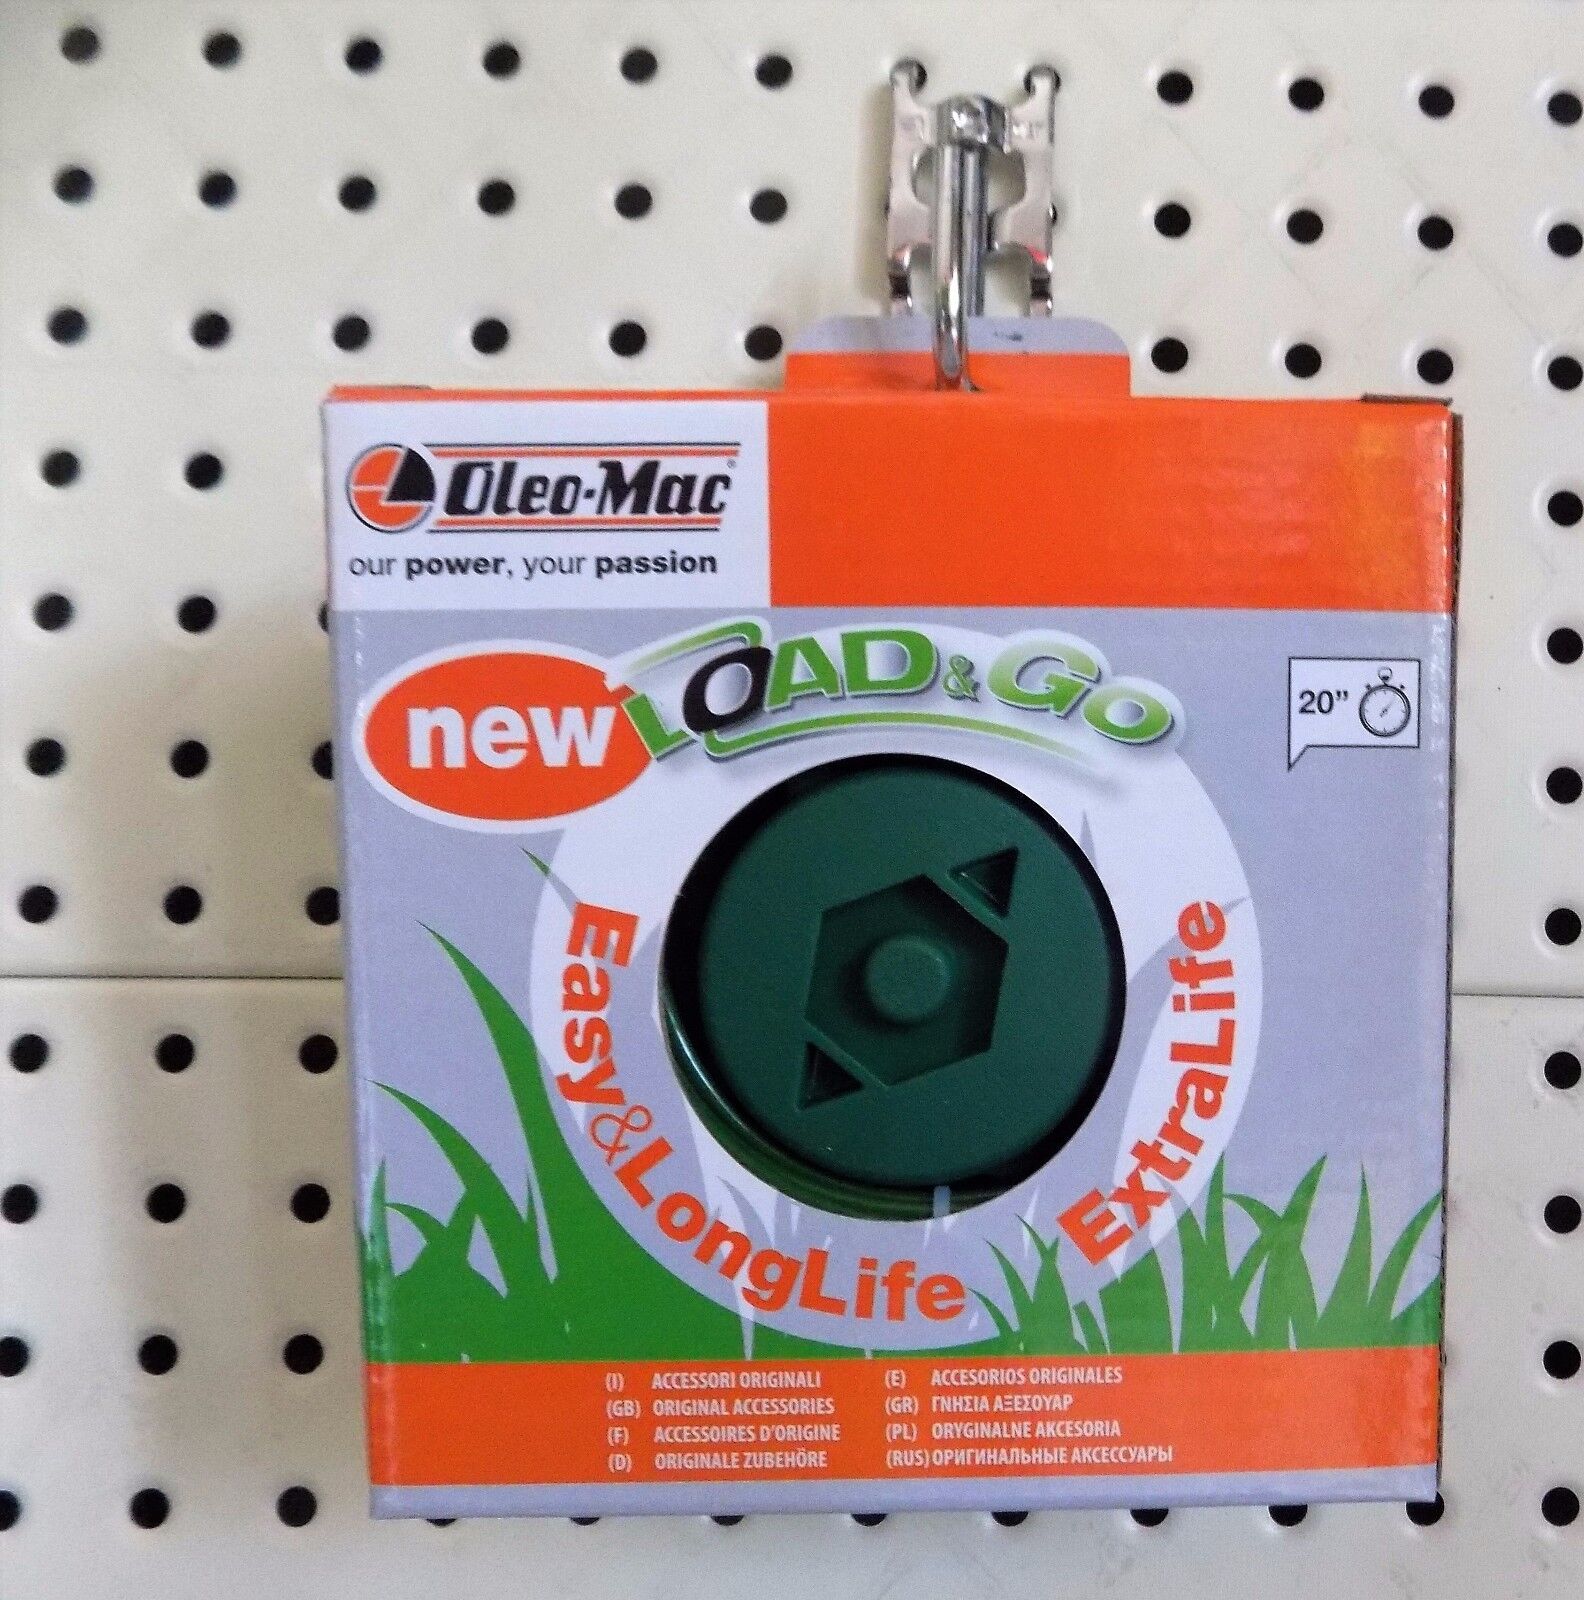 Oleo-Mac®
our power, your passion
new
LOAD & GO
20"
Easy&LongLife
ExtraLife
(I) ACCESSORI ORIGINALI
(GB) ORIGINAL ACCESSORIES
(F) ACCESSOIRES D'ORIGINE
(D) ORIGINALE ZUBEHÖRE
(E) ACCESORIOS ORIGINALES
(GR) ΓΝΗΣΙΑ ΑΞΕΣΟΥΑΡ
(PL) ORYGINALNE AKCESORIA
(RUS) ОРИГИНАЛЬНЫЕ АКСЕССУАРЫ